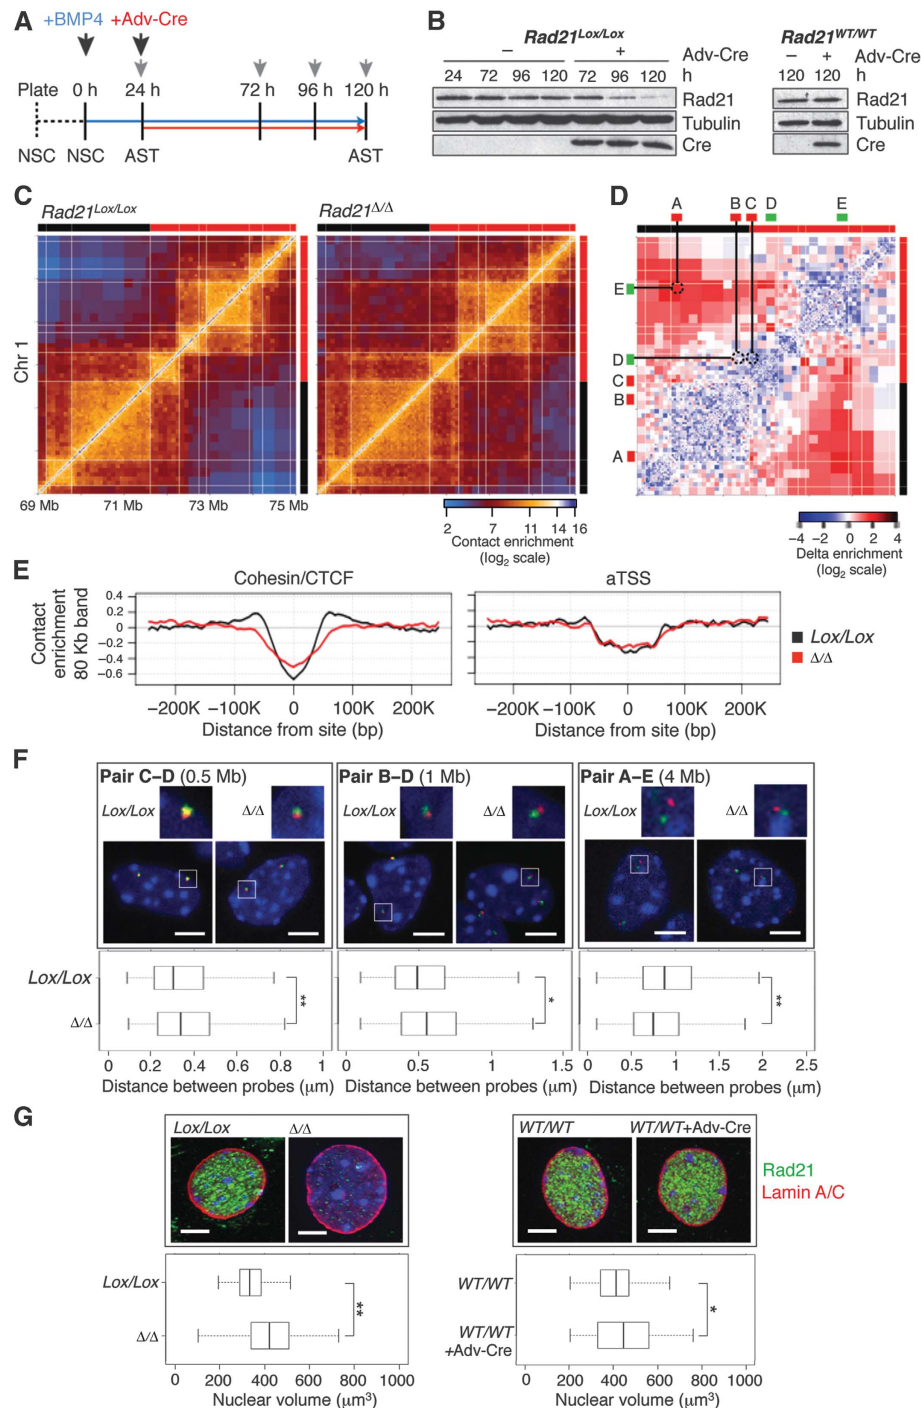 A
+BMP4 +Adv-Cre
Plate 0 h 24 h 72 h 96 h 120 h
NSC NSC AST AST
B
Rad21Lox/Lox Rad21WT/WT
– + Adv-Cre – + Adv-Cre
24 72 96 120 72 96 120 h 120 120 h
Rad21 Rad21
Tubulin Tubulin
Cre Cre
C
Rad21Lox/Lox Rad21Δ/Δ
Chr 1
69 Mb 71 Mb 73 Mb 75 Mb
2 7 11 14 16
Contact enrichment
(log2 scale)
D
A B C D E
E
D
C
B
A
−4 −2 0 2 4
Delta enrichment
(log2 scale)
E
Cohesin/CTCF aTSS
Contact
enrichment
80 Kb band
0.4
0.2
0
−0.2
−0.4
−0.6
−200K −100K 0 100K 200K
Distance from site (bp)
−200K −100K 0 100K 200K
Distance from site (bp)
Lox/Lox
Δ/Δ
F
Pair C–D (0.5 Mb) Pair B–D (1 Mb) Pair A–E (4 Mb)
Lox/Lox Δ/Δ Lox/Lox Δ/Δ Lox/Lox Δ/Δ
Lox/Lox
Δ/Δ
** * **
0 0.2 0.4 0.6 0.8 1
Distance between probes (μm)
0 0.5 1 1.5
Distance between probes (μm)
0 0.5 1 1.5 2 2.5
Distance between probes (μm)
G
Lox/Lox Δ/Δ WT/WT WT/WT+Adv-Cre
Rad21
Lamin A/C
Lox/Lox
Δ/Δ
**
0 200 400 600 800 1000
Nuclear volume (μm3)
WT/WT
WT/WT
+Adv-Cre
*
0 200 400 600 800 1000
Nuclear volume (μm3)